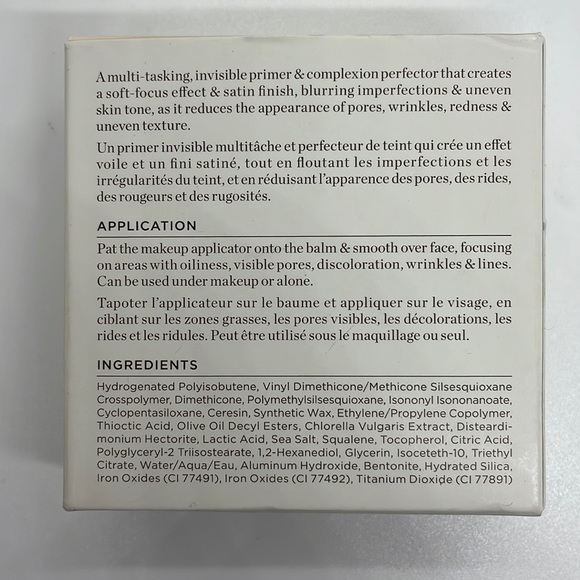 A multi-tasking, invisible primer & complexion perfector that creates
a soft-focus effect & satin finish, blurring imperfections & uneven
skin tone, as it reduces the appearance of pores, wrinkles, redness &
uneven texture.
Un primer invisible multitâche et perfecteur de teint qui crée un effet
voile et un fini satiné, tout en floutant les imperfections et les
irrégularités du teint, et en réduisant l'apparence des pores, des rides,
des rougeurs et des rugosités.
APPLICATION
Pat the makeup applicator onto the balm & smooth over face, focusing
on areas with oiliness, visible pores, discoloration, wrinkles & lines.
Can be used under makeup or alone.
Tapoter l'applicateur sur le baume et appliquer sur le visage, en
ciblant sur les zones grasses, les pores visibles, les décolorations, les
rides et les ridules. Peut être utilisé sous le maquillage ou seul.
INGREDIENTS
Hydrogenated Polyisobutene, Vinyl Dimethicone/Methicone Silsesquioxane
Crosspolymer, Dimethicone, Polymethylsilsesquioxane, Isononyl Isononanoate,
Cyclopentasiloxane, Ceresin, Synthetic Wax, Ethylene/Propylene Copolymer,
Thioctic Acid, Olive Oil Decyl Esters, Chlorella Vulgaris Extract, Disteardi-
monium Hectorite, Lactic Acid, Sea Salt, Squalene, Tocopherol, Citric Acid,
Polyglyceryl-2 Triisostearate, 1,2-Hexanediol, Glycerin, Isoceteth-10, Triethyl
Citrate, Water/Aqua/Eau, Aluminum Hydroxide, Bentonite, Hydrated Silica,
Iron Oxides (CI 77491), Iron Oxides (CI 77492), Titanium Dioxide (CI 77891)